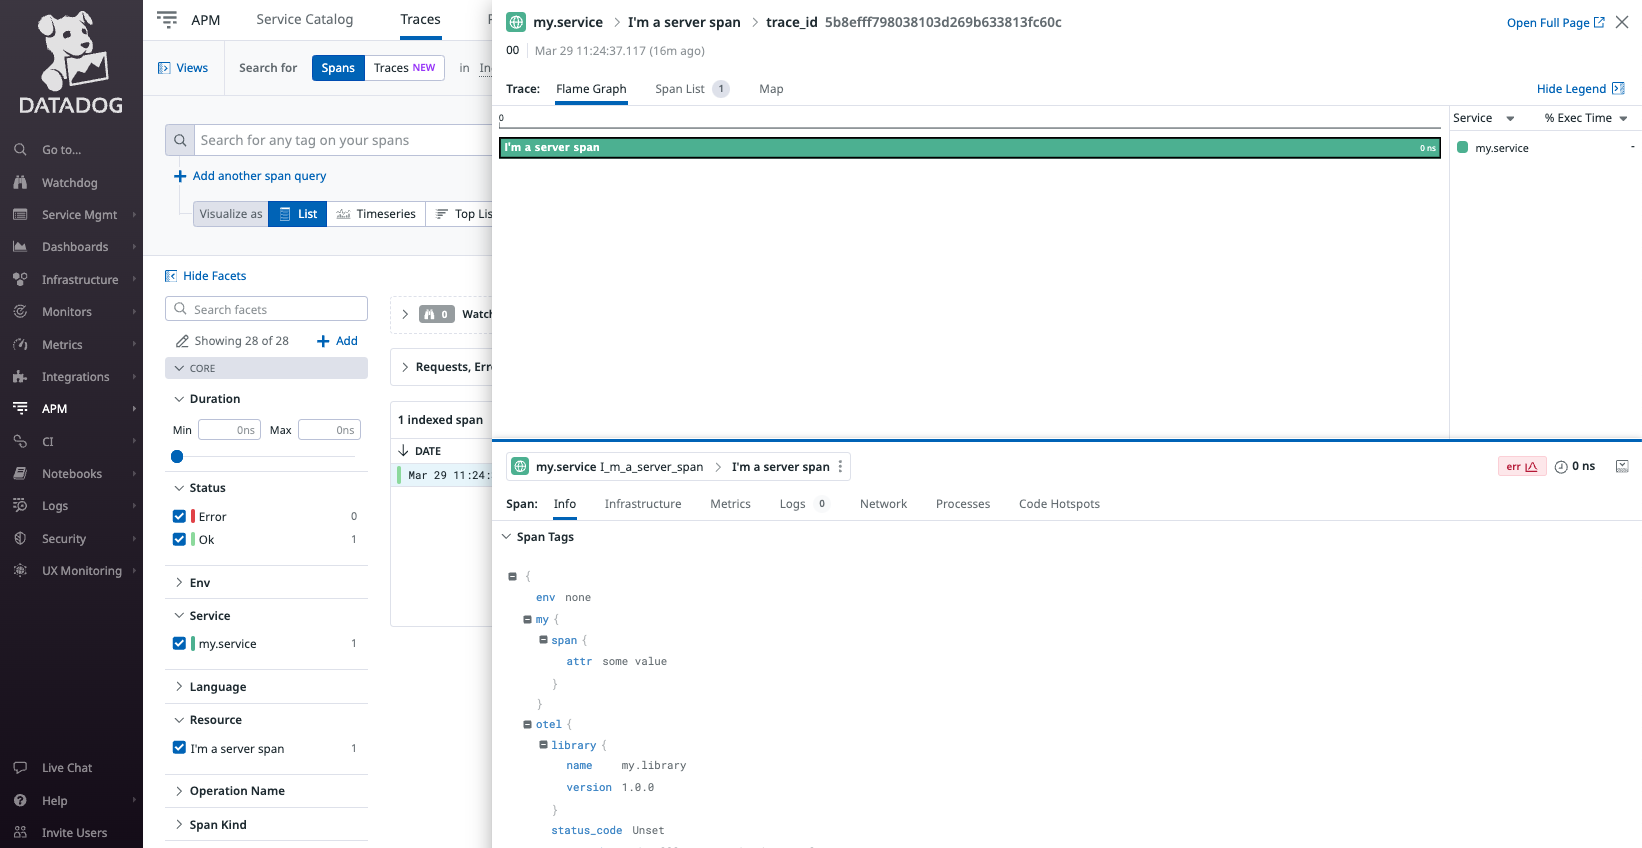 DATADOG
Go to...
Watchdog
Service Mgmt
Dashboards
Infrastructure
Monitors
Metrics
Integrations
APM
CI
Notebooks
Logs
Security
UX Monitoring
Live Chat
Help
Invite Users
APM Service Catalog Traces
Views Search for Spans Traces NEW in
Search for any tag on your spans
Add another span query
Visualize as List Timeseries Top Lis
Hide Facets
Search facets
Showing 28 of 28 Add
CORE
Duration
Min 0ns Max 0ns
Status
Error 0
Ok 1
Env
Service
my.service 1
Language
Resource
I'm a server span 1
Operation Name
Span Kind
0 Watch
Requests, Erro
1 indexed span
DATE
Mar 29 11:24:
my.service I'm a server span trace_id 5b8efff798038103d269b633813fc60c
Open Full Page
00 Mar 29 11:24:37.117 (16m ago)
Trace: Flame Graph Span List 1 Map
Hide Legend
0
I'm a server span 0 ns
Service % Exec Time
my.service -
my.service I_m_a_server_span I'm a server span
err 0 ns
Span: Info Infrastructure Metrics Logs 0 Network Processes Code Hotspots
Span Tags
{
env none
my {
span {
attr some value
}
}
otel {
library {
name my.library
version 1.0.0
}
status_code Unset